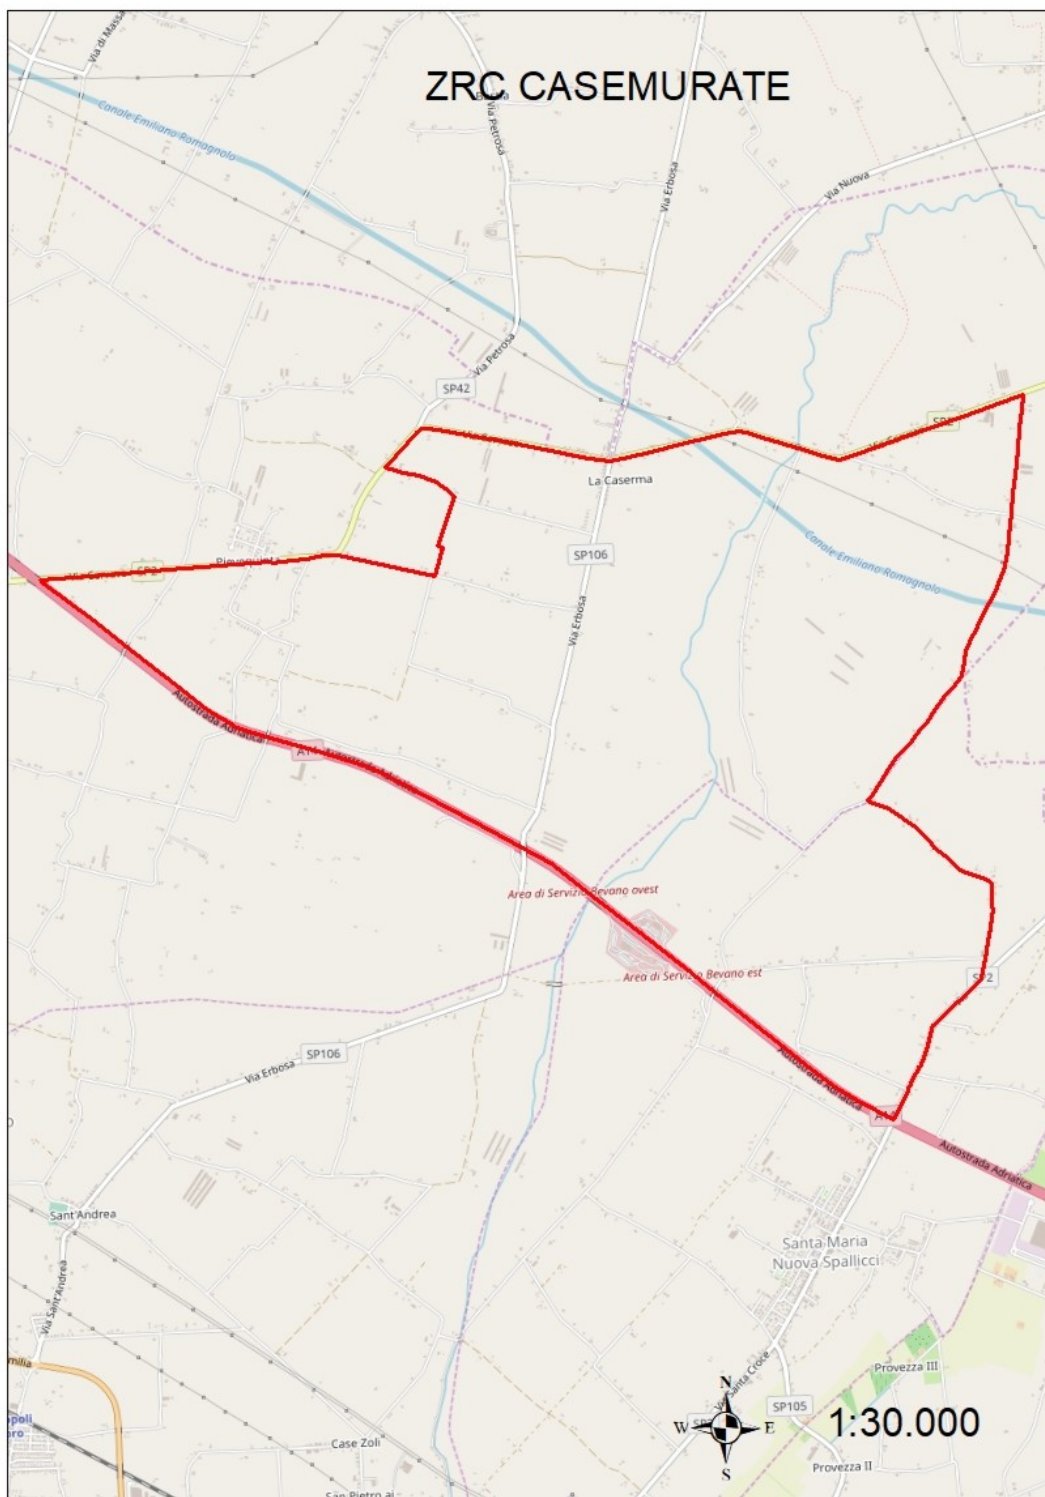 Via di Massa
ZRC CASEMURATE
Canale Emiliano Romagnolo
Via Petrosa
Via Erbosa
Via Nuova
Via Petrosa
SP42
La Caserma
SP106
Canale Emiliano Romagnolo
SP2
Via Erbosa
Autostrada Adriatica
Autostrada Adriatica
Area di Servizio Bevano ovest
Area di Servizio Bevano est
SP2
SP106
Via Erbosa
Autostrada Adriatica
Autostrada Adriatica
Sant'Andrea
Santa Maria
Nuova Spallicci
Via Sant'Andrea
Provezza III
Via Santa Croce
N
W
E
S
SP105
1:30.000
Case Zoli
Provezza II